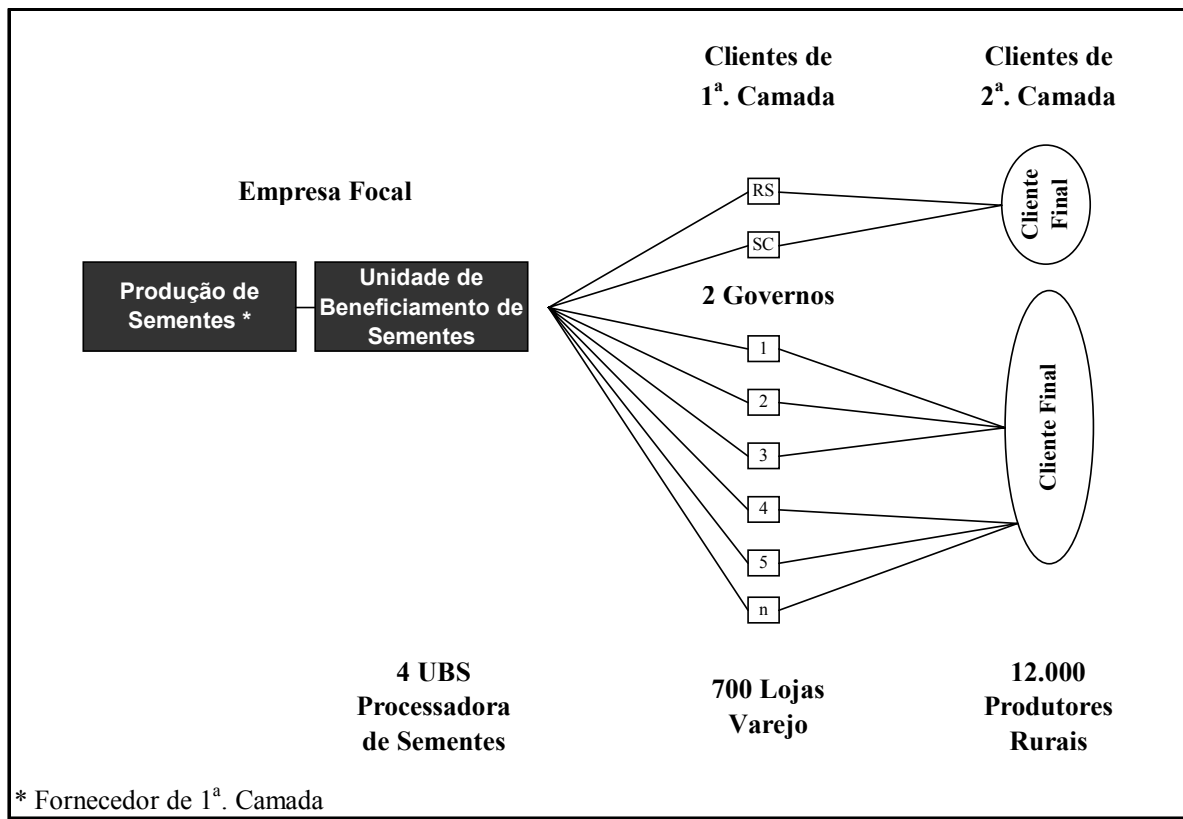 Clientes de
1ª. Camada
Clientes de
2ª. Camada
Empresa Focal
Produção de
Sementes *
Unidade de
Beneficiamento de
Sementes
RS
SC
2 Governos
1
2
3
4
5
n
Cliente
Final
Cliente Final
4 UBS
Processadora
de Sementes
700 Lojas
Varejo
12.000
Produtores
Rurais
* Fornecedor de 1ª. Camada